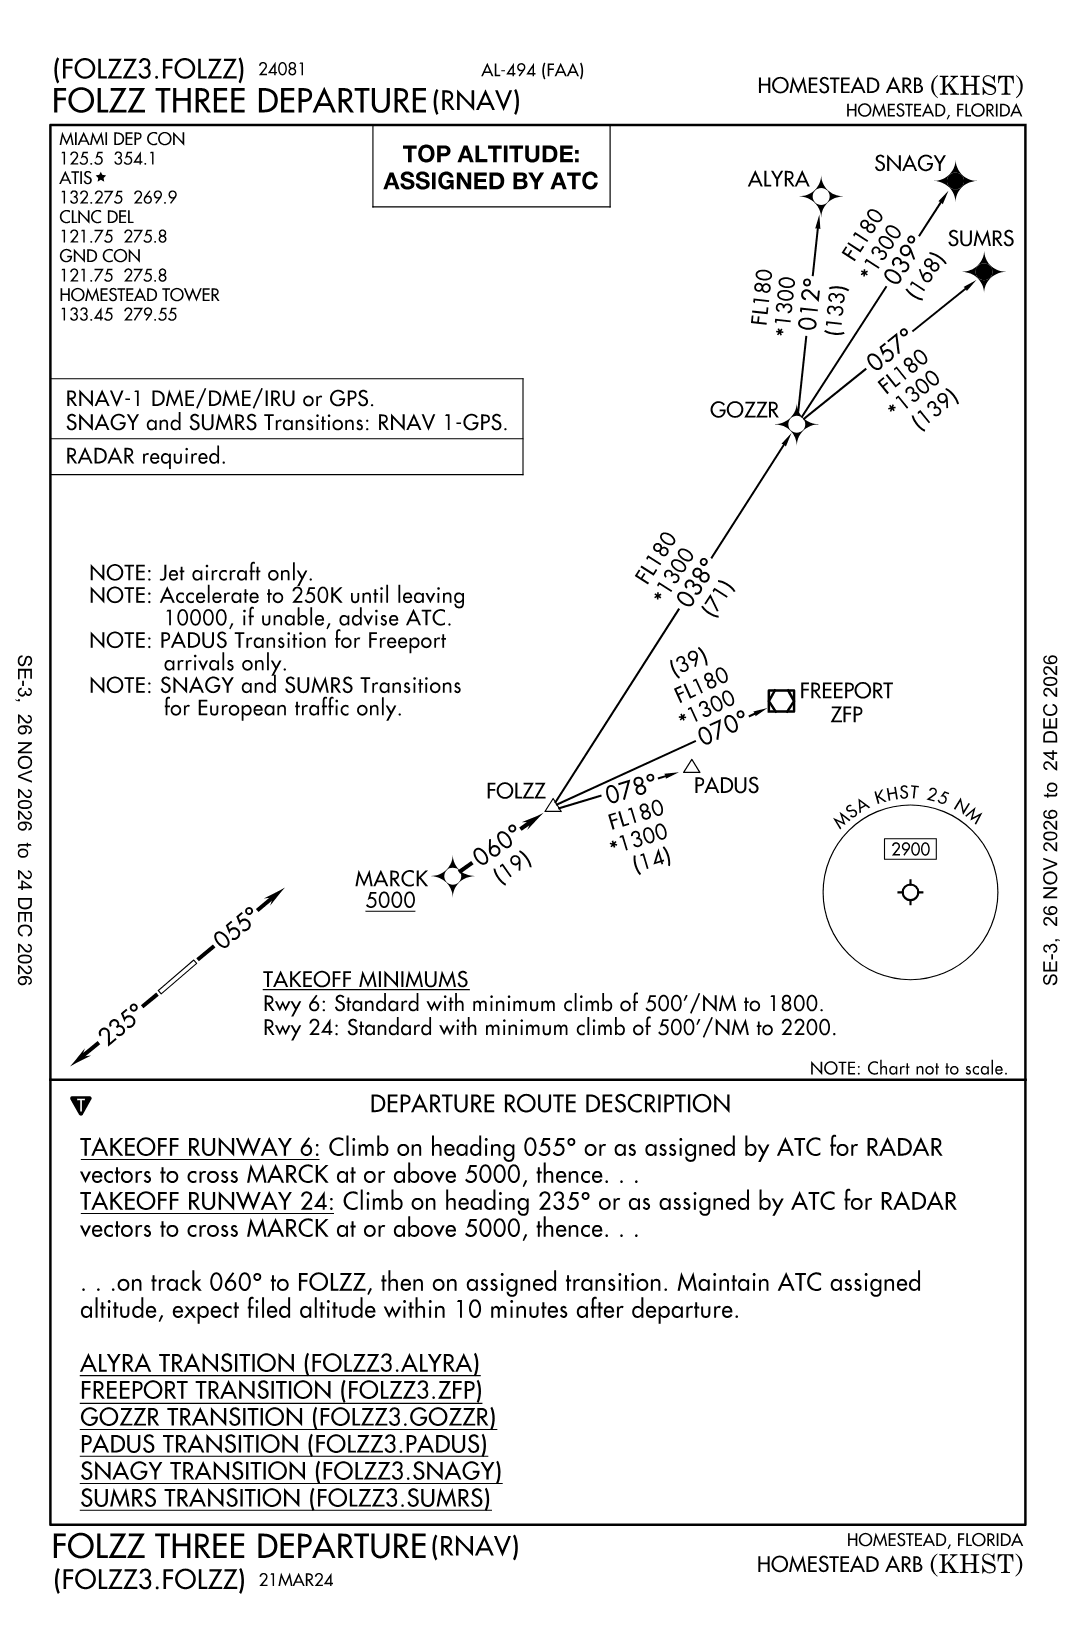 (FOLZZ3.FOLZZ) 24081
AL-494 (FAA)
HOMESTEAD ARB (KHST)
FOLZZ THREE DEPARTURE (RNAV)
HOMESTEAD, FLORIDA
MIAMI DEP CON
125.5 354.1
ATIS★
132.275 269.9
CLNC DEL
121.75 275.8
GND CON
121.75 275.8
HOMESTEAD TOWER
133.45 279.55
TOP ALTITUDE:
ASSIGNED BY ATC
SNAGY
ALYRA
SUMRS
FL180
*1300
039°
(168)
FL180
*1300
012°
(133)
057°
FL180
*1300
(139)
GOZZR
RNAV-1 DME/DME/IRU or GPS.
SNAGY and SUMRS Transitions: RNAV 1-GPS.
RADAR required.
FL180
*1300
038°
(71)
NOTE: Jet aircraft only.
NOTE: Accelerate to 250K until leaving
10000, if unable, advise ATC.
NOTE: PADUS Transition for Freeport
arrivals only.
NOTE: SNAGY and SUMRS Transitions
for European traffic only.
(39)
FL180
*1300
070°
FREEPORT
ZFP
FOLZZ
078°
FL180
*1300
(14)
PADUS
060°
(19)
MARCK
5000
MSA KHST 25 NM
2900
055°
235°
TAKEOFF MINIMUMS
Rwy 6: Standard with minimum climb of 500'/NM to 1800.
Rwy 24: Standard with minimum climb of 500'/NM to 2200.
NOTE: Chart not to scale.
SE-3, 26 NOV 2026 to 24 DEC 2026
SE-3, 26 NOV 2026 to 24 DEC 2026
T
DEPARTURE ROUTE DESCRIPTION
TAKEOFF RUNWAY 6: Climb on heading 055° or as assigned by ATC for RADAR
vectors to cross MARCK at or above 5000, thence. . .
TAKEOFF RUNWAY 24: Climb on heading 235° or as assigned by ATC for RADAR
vectors to cross MARCK at or above 5000, thence. . .
. . .on track 060° to FOLZZ, then on assigned transition. Maintain ATC assigned
altitude, expect filed altitude within 10 minutes after departure.
ALYRA TRANSITION (FOLZZ3.ALYRA)
FREEPORT TRANSITION (FOLZZ3.ZFP)
GOZZR TRANSITION (FOLZZ3.GOZZR)
PADUS TRANSITION (FOLZZ3.PADUS)
SNAGY TRANSITION (FOLZZ3.SNAGY)
SUMRS TRANSITION (FOLZZ3.SUMRS)
FOLZZ THREE DEPARTURE (RNAV)
HOMESTEAD, FLORIDA
(FOLZZ3.FOLZZ) 21MAR24
HOMESTEAD ARB (KHST)